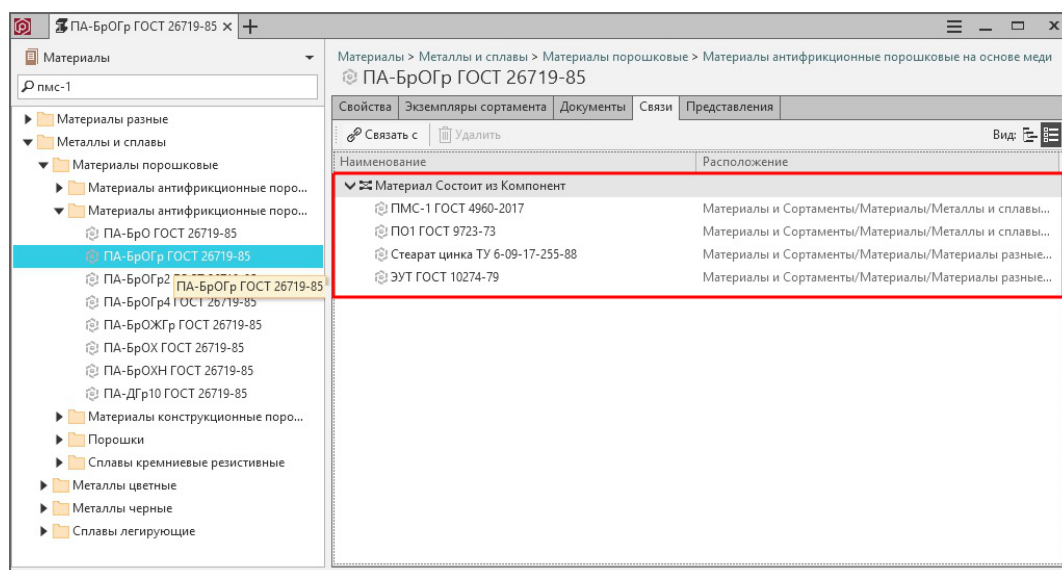 ПА-БрОГр ГОСТ 26719-85
Материалы
пмс-1
Материалы разные
Металлы и сплавы
Материалы порошковые
Материалы антифрикционные поро...
Материалы антифрикционные поро...
ПА-БрО ГОСТ 26719-85
ПА-БрОГр ГОСТ 26719-85
ПА-БрОГр2
ПА-БрОГр ГОСТ 26719-85
ПА-БрОГр4 ГОСТ 26719-85
ПА-БрОЖГр ГОСТ 26719-85
ПА-БрОХ ГОСТ 26719-85
ПА-БрОХН ГОСТ 26719-85
ПА-ДГр10 ГОСТ 26719-85
Материалы конструкционные поро...
Порошки
Сплавы кремниевые резистивные
Металлы цветные
Металлы черные
Сплавы легирующие
Материалы > Металлы и сплавы > Материалы порошковые > Материалы антифрикционные порошковые на основе меди
ПА-БрОГр ГОСТ 26719-85
Свойства Экземпляры сортамента Документы Связи Представления
Связать с Удалить Вид:
Наименование Расположение
Материал Состоит из Компонент
ПМС-1 ГОСТ 4960-2017 Материалы и Сортаменты/Материалы/Металлы и сплавы...
ПО1 ГОСТ 9723-73 Материалы и Сортаменты/Материалы/Металлы и сплавы...
Стеарат цинка ТУ 6-09-17-255-88 Материалы и Сортаменты/Материалы/Материалы разные...
ЭУТ ГОСТ 10274-79 Материалы и Сортаменты/Материалы/Материалы разные...